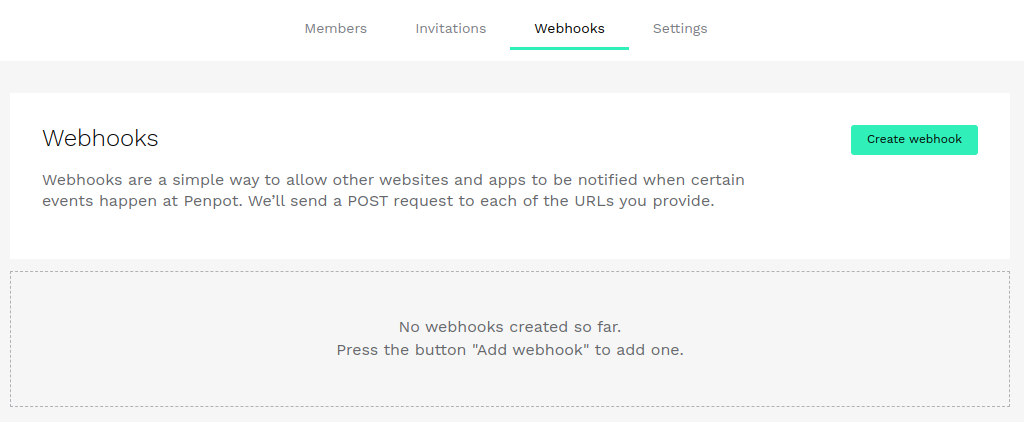 Members
Invitations
Webhooks
Settings
Webhooks
Create webhook
Webhooks are a simple way to allow other websites and apps to be notified when certain
events happen at Penpot. We’ll send a POST request to each of the URLs you provide.
No webhooks created so far.
Press the button "Add webhook" to add one.